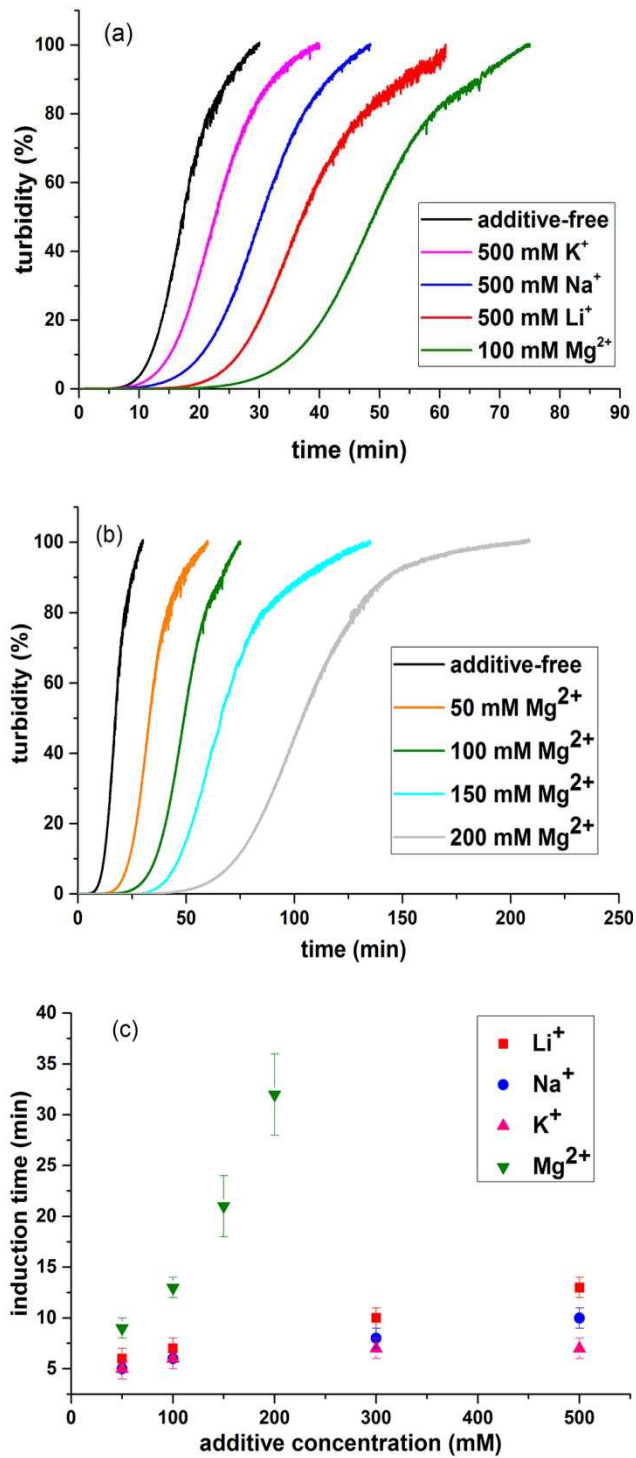 (a)
turbidity (%)
100
80
60
40
20
0
additive-free
500 mM K⁺
500 mM Na⁺
500 mM Li⁺
100 mM Mg²⁺
0 10 20 30 40 50 60 70 80 90
time (min)
(b)
turbidity (%)
100
80
60
40
20
0
additive-free
50 mM Mg²⁺
100 mM Mg²⁺
150 mM Mg²⁺
200 mM Mg²⁺
0 50 100 150 200 250
time (min)
(c)
induction time (min)
40
35
30
25
20
15
10
5
Li⁺
Na⁺
K⁺
Mg²⁺
0 100 200 300 400 500
additive concentration (mM)